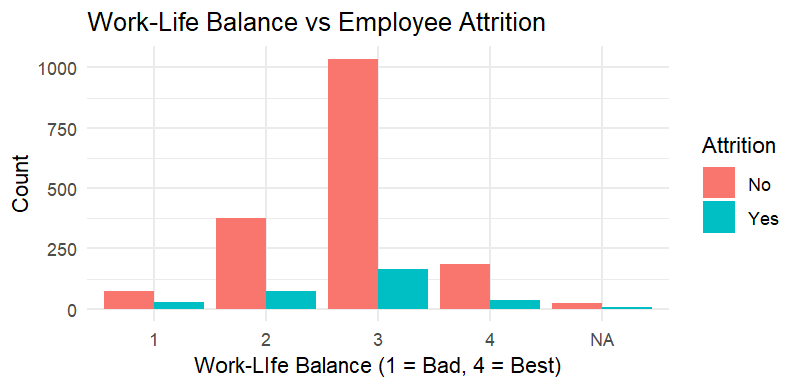 Work-Life Balance vs Employee Attrition
1000
750
500
250
0
Count
1 2 3 4 NA
Work-LIfe Balance (1 = Bad, 4 = Best)
Attrition
No
Yes